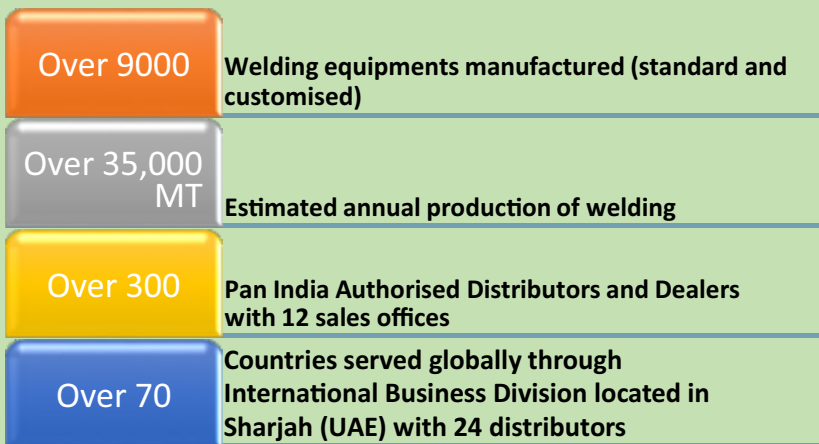 Over 9000
Welding equipments manufactured (standard and
customised)
Over 35,000
MT
Estimated annual production of welding
Over 300
Pan India Authorised Distributors and Dealers
with 12 sales offices
Over 70
Countries served globally through
International Business Division located in
Sharjah (UAE) with 24 distributors